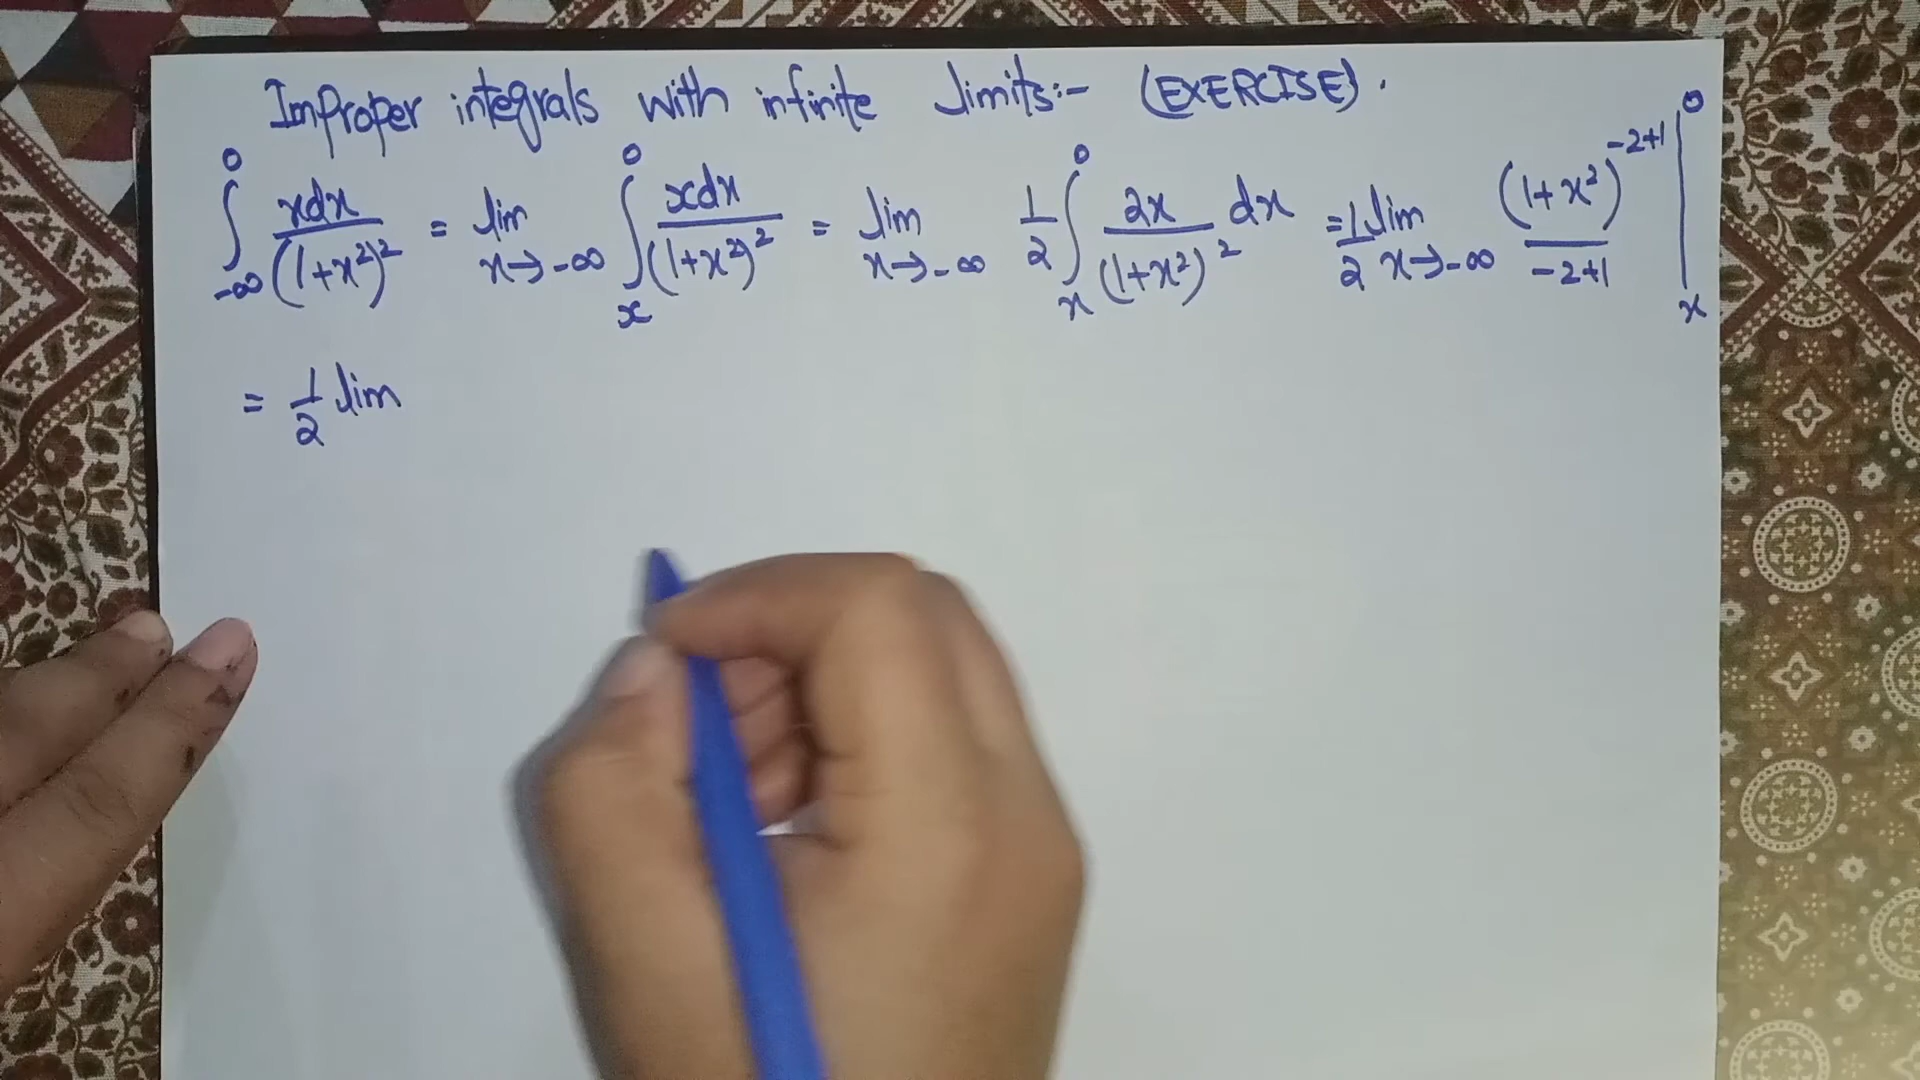 Improper integrals with infinite limits:- (EXERCISE).
∫_{-∞}^{0} xdx/(1+x²)² = lim_{x→-∞} ∫_{x}^{0} xdx/(1+x²)² = lim_{x→-∞} 1/2 ∫_{x}^{0} 2x/(1+x²)² dx = 1/2 lim_{x→-∞} (1+x²)^{-2+1}/(-2+1) |_{x}^{0}
= 1/2 lim